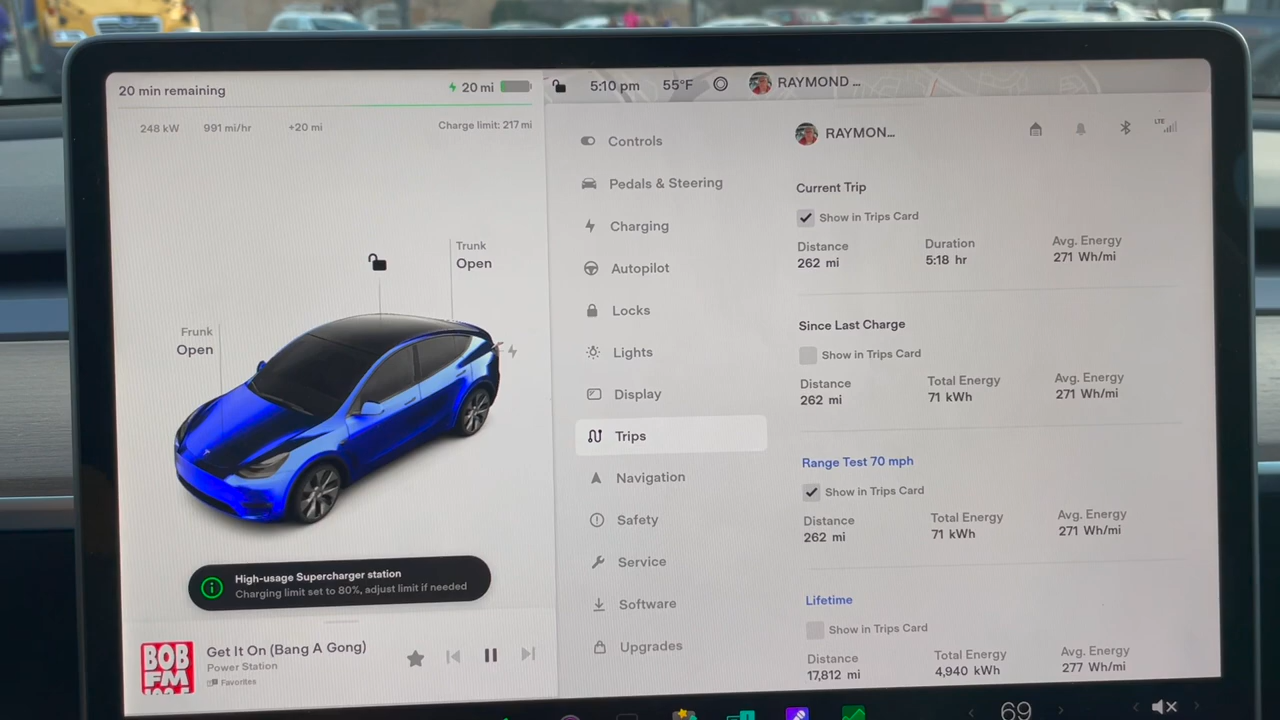 20 min remaining
20 mi
5:10 pm
55°F
RAYMOND ...
248 kW
991 mi/hr
+20 mi
Charge limit: 217 mi
Trunk
Open
Frunk
Open
High-usage Supercharger station
Charging limit set to 80%, adjust limit if needed
BOB
FM
Get It On (Bang A Gong)
Power Station
Favorites
Controls
Pedals & Steering
Charging
Autopilot
Locks
Lights
Display
Trips
Navigation
Safety
Service
Software
Upgrades
RAYMON...
LTE
Current Trip
Show in Trips Card
Distance
262 mi
Duration
5:18 hr
Avg. Energy
271 Wh/mi
Since Last Charge
Show in Trips Card
Distance
262 mi
Total Energy
71 kWh
Avg. Energy
271 Wh/mi
Range Test 70 mph
Show in Trips Card
Distance
262 mi
Total Energy
71 kWh
Avg. Energy
271 Wh/mi
Lifetime
Show in Trips Card
Distance
17,812 mi
Total Energy
4,940 kWh
Avg. Energy
277 Wh/mi
69